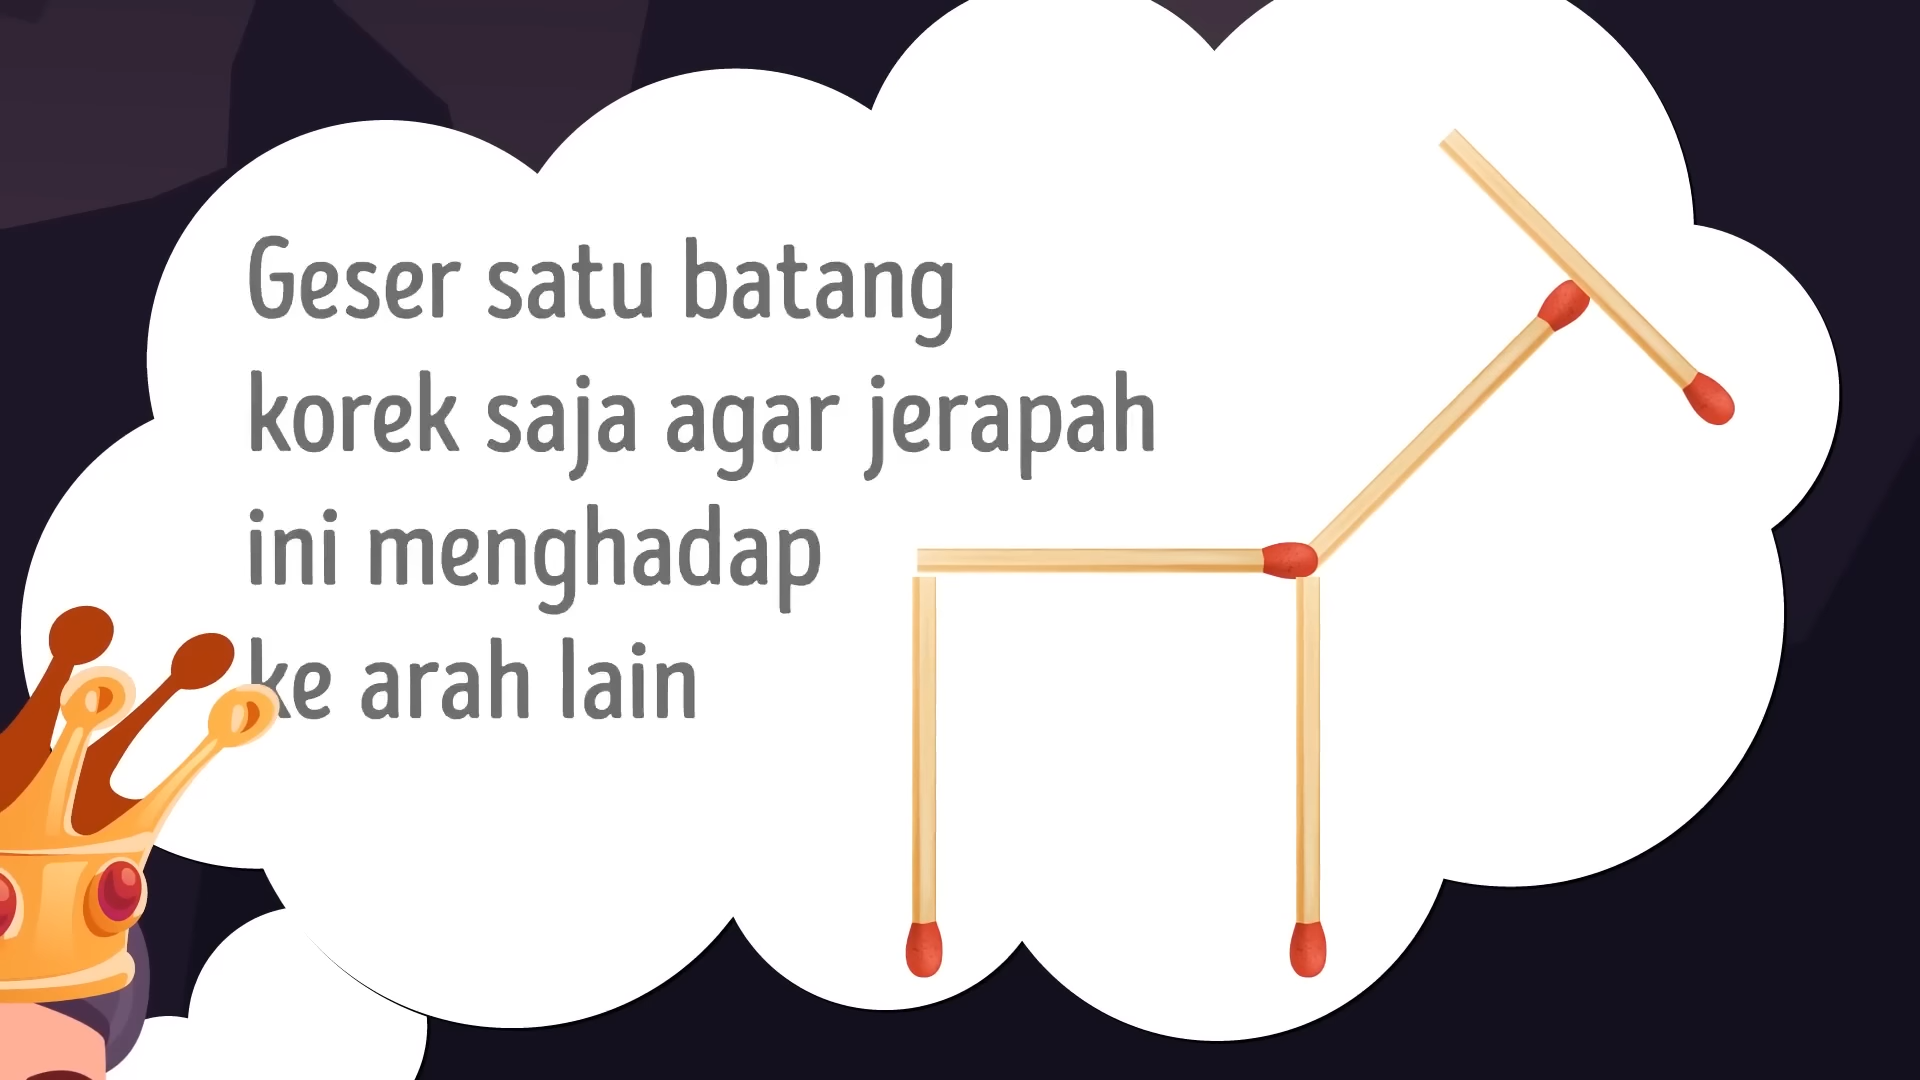 Geser satu batang
korek saja agar jerapah
ini menghadap
ke arah lain